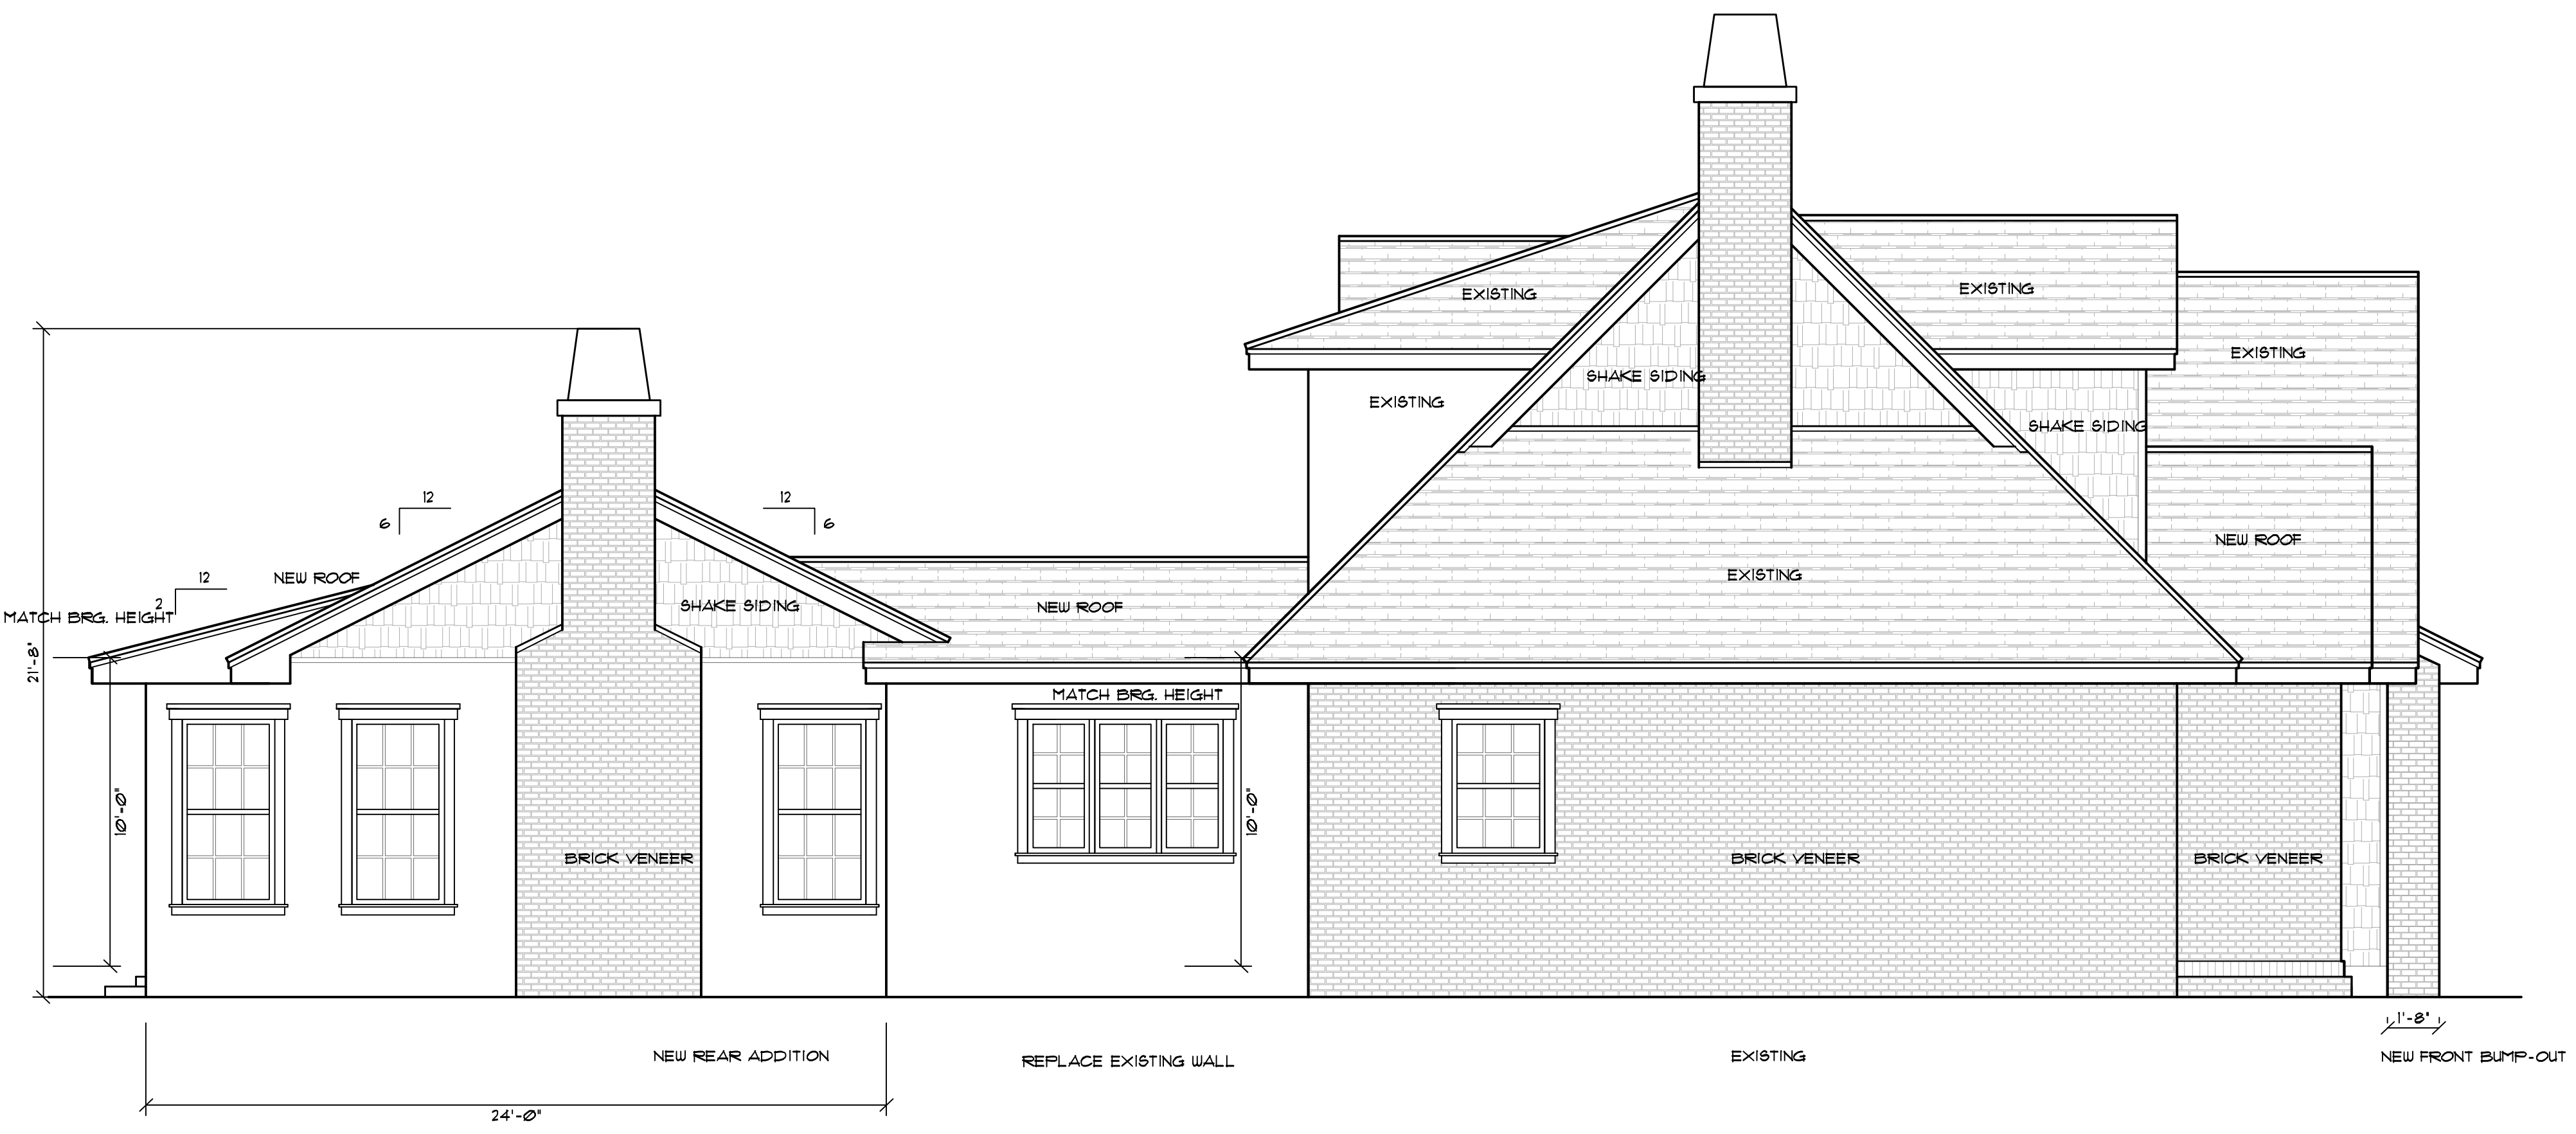 EXISTING
EXISTING
EXISTING
SHAKE SIDING
EXISTING
SHAKE SIDING
12
6
12
6
NEW ROOF
12
2
NEW ROOF
EXISTING
MATCH BRG. HEIGHT
SHAKE SIDING
NEW ROOF
21'-8"
MATCH BRG. HEIGHT
10'-0"
10'-0"
BRICK VENEER
BRICK VENEER
BRICK VENEER
1'-8"
NEW REAR ADDITION
REPLACE EXISTING WALL
EXISTING
NEW FRONT BUMP-OUT
24'-0"